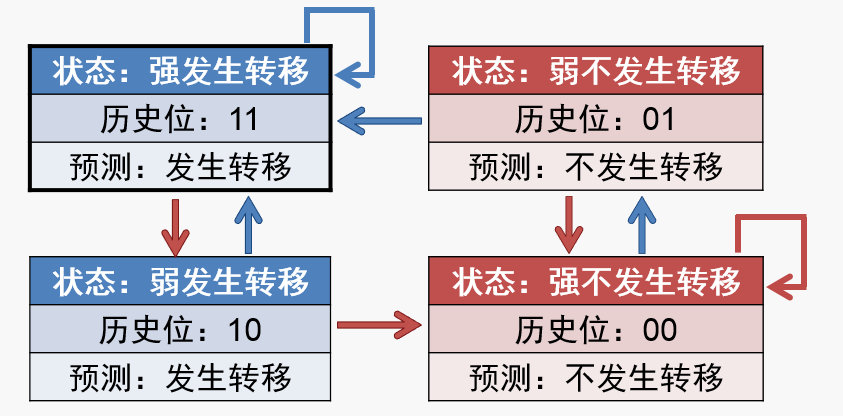 状态：强发生转移
历史位：11
预测：发生转移
状态：弱不发生转移
历史位：01
预测：不发生转移
状态：弱发生转移
历史位：10
预测：发生转移
状态：强不发生转移
历史位：00
预测：不发生转移